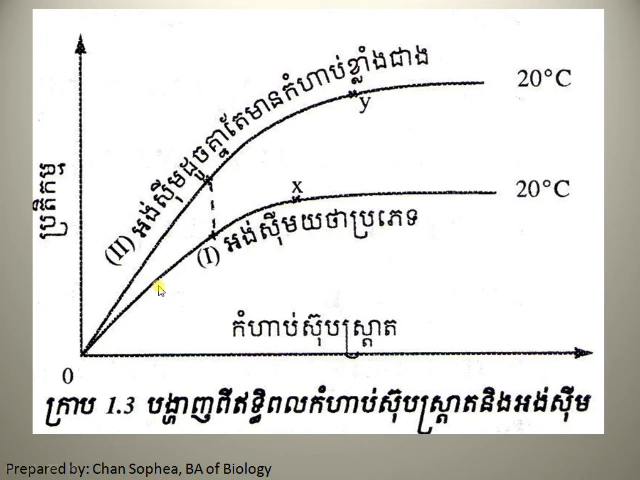 (II) អង់ស៊ីមដូចគ្នាតែមានកំហាប់ខ្លាំងជាង
20°C
y
ប្រតិកម្ម
x
20°C
(I) អង់ស៊ីមយថាប្រភេទ
កំហាប់ស៊ុបស្ត្រាត
0
ក្រាប 1.3 បង្ហាញពីឥទ្ធិពលកំហាប់ស៊ុបស្ត្រាតនិងអង់ស៊ីម
Prepared by: Chan Sophea, BA of Biology